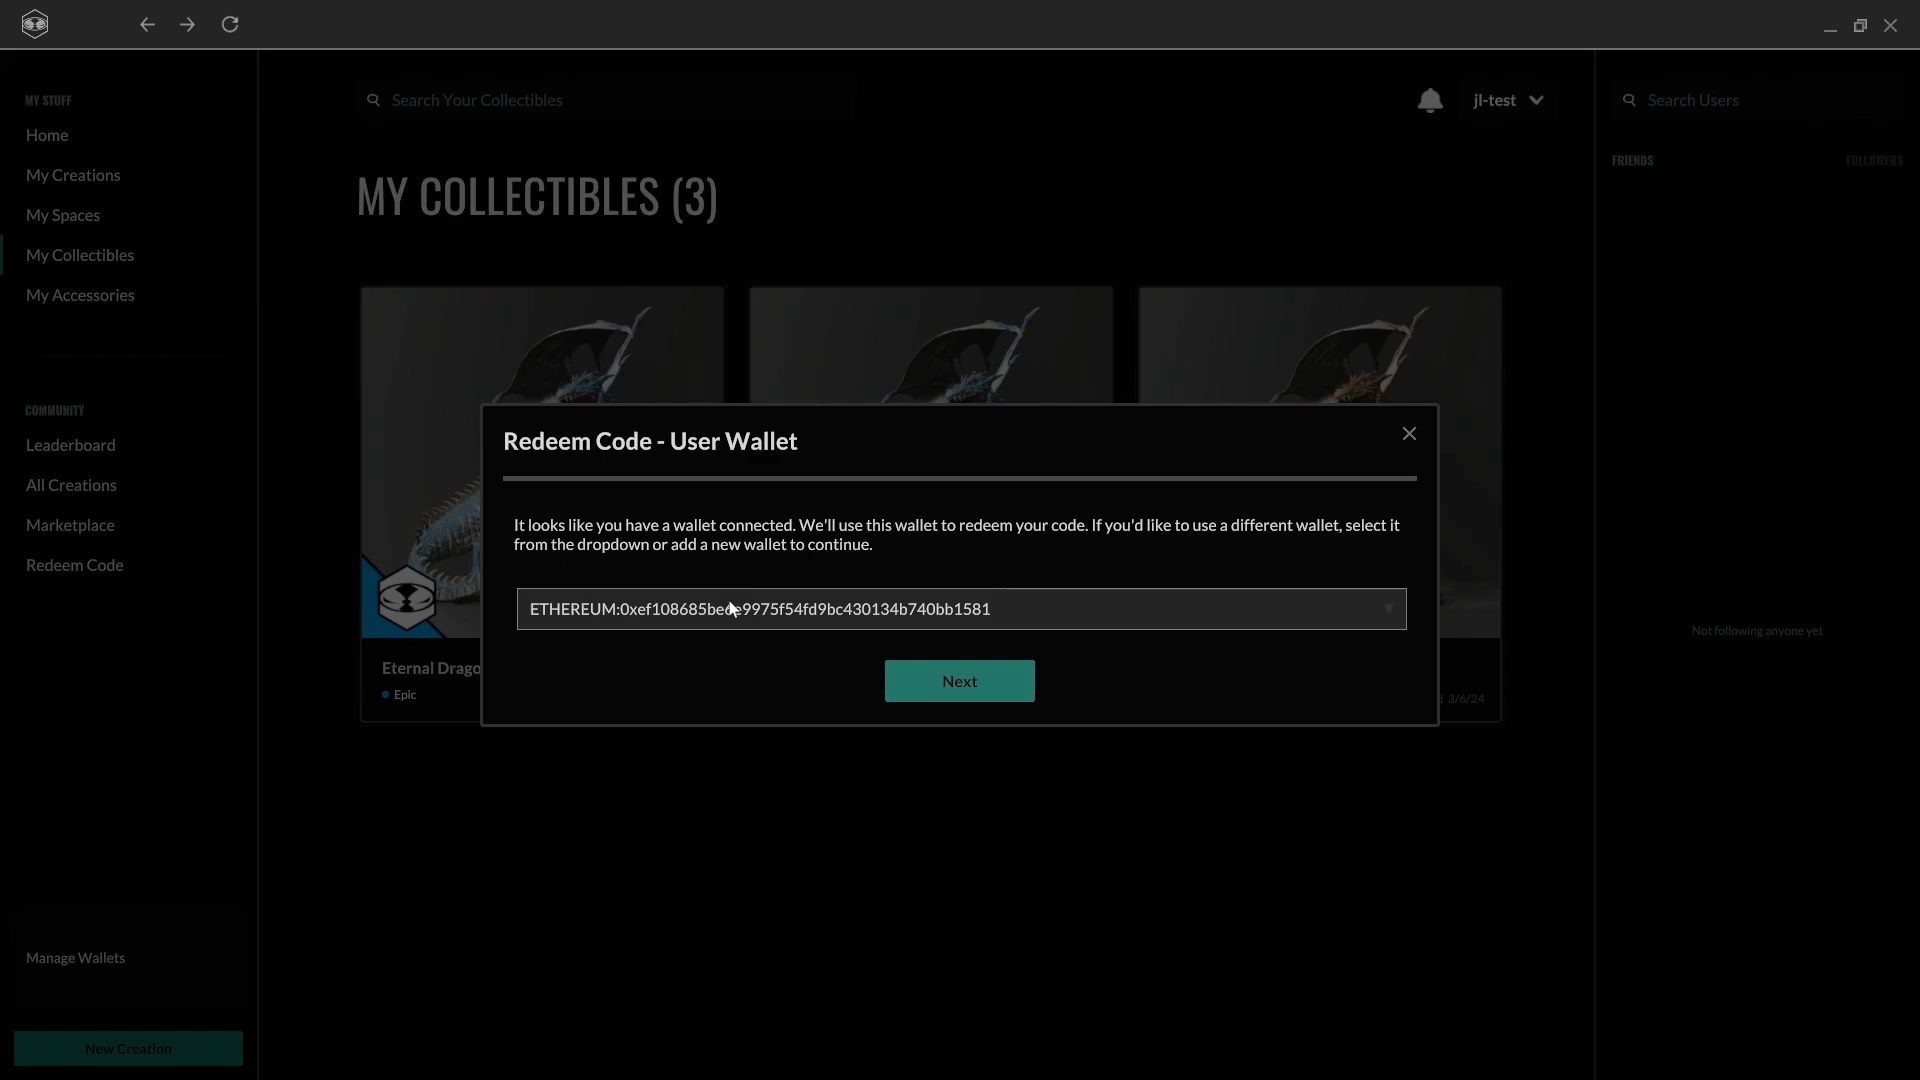 MY STUFF
Home
My Creations
My Spaces
My Collectibles
My Accessories
COMMUNITY
Leaderboard
All Creations
Marketplace
Redeem Code
Manage Wallets
New Creation
Search Your Collectibles
jl-test
MY COLLECTIBLES (3)
Eternal Drago
Epic
3/6/24
Redeem Code - User Wallet
It looks like you have a wallet connected. We'll use this wallet to redeem your code. If you'd like to use a different wallet, select it
from the dropdown or add a new wallet to continue.
Next
Search Users
FRIENDS
FOLLOWERS
Not following anyone yet